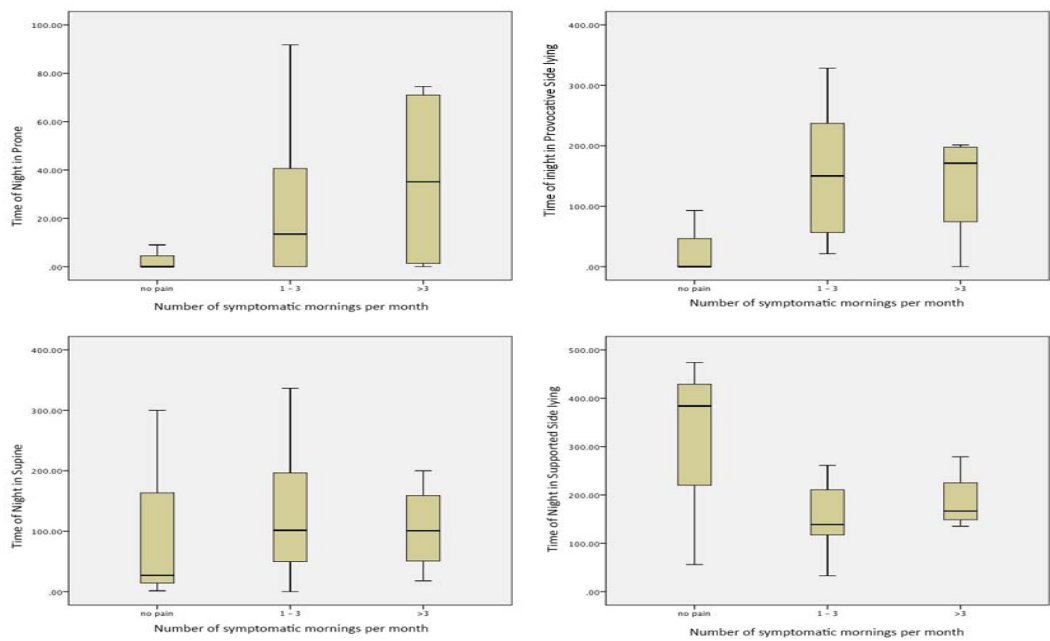 100.00
80.00
60.00
40.00
20.00
.00
Time of Night in Prone
no pain
1 - 3
>3
Number of symptomatic mornings per month
400.00
300.00
200.00
100.00
.00
Time of inight in Provocative Side lying
no pain
1 - 3
>3
Number of symptomatic mornings per month
400.00
300.00
200.00
100.00
.00
Time of Night in Supine
no pain
1 - 3
>3
Number of symptomatic mornings per month
500.00
400.00
300.00
200.00
100.00
.00
Time of Night in Supported Side lying
no pain
1 - 3
>3
Number of symptomatic mornings per month